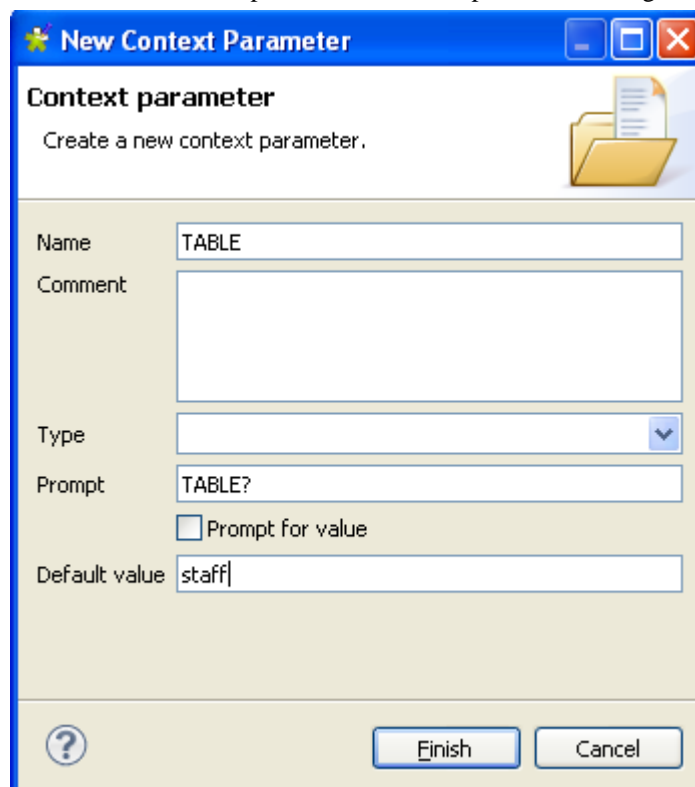 New Context Parameter
Context parameter
Create a new context parameter.
Name TABLE
Comment
Type
Prompt TABLE?
Prompt for value
Default value staff
? Finish Cancel